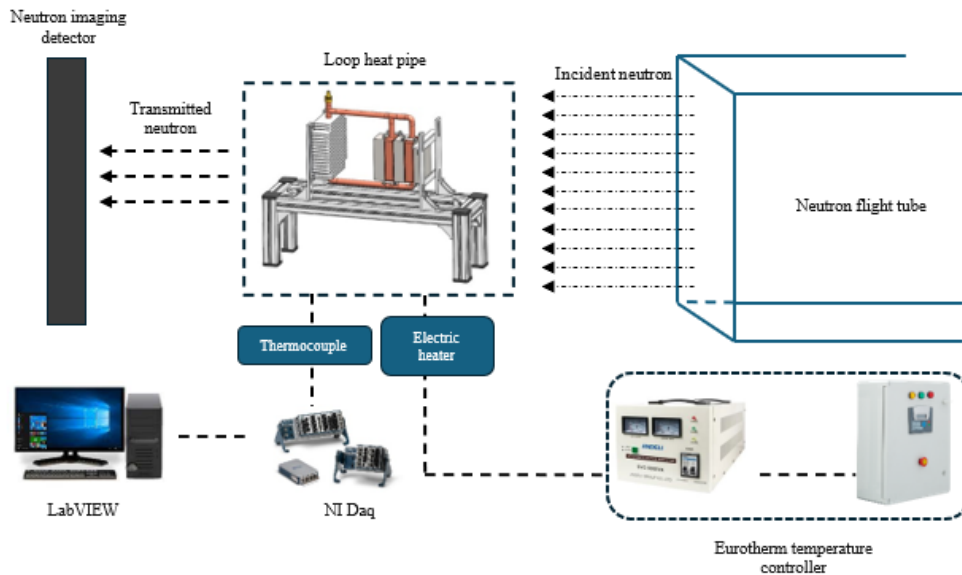 Neutron imaging
detector
Loop heat pipe
Incident neutron
Transmitted
neutron
Neutron flight tube
Thermocouple
Electric
heater
LabVIEW
NI Daq
Eurotherm temperature
controller